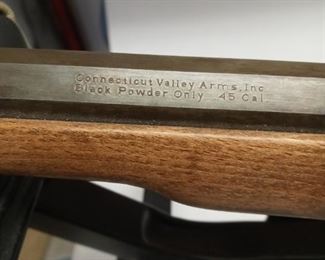 Connecticut Valley Arms, Inc
Black Powder Only 45 Cal